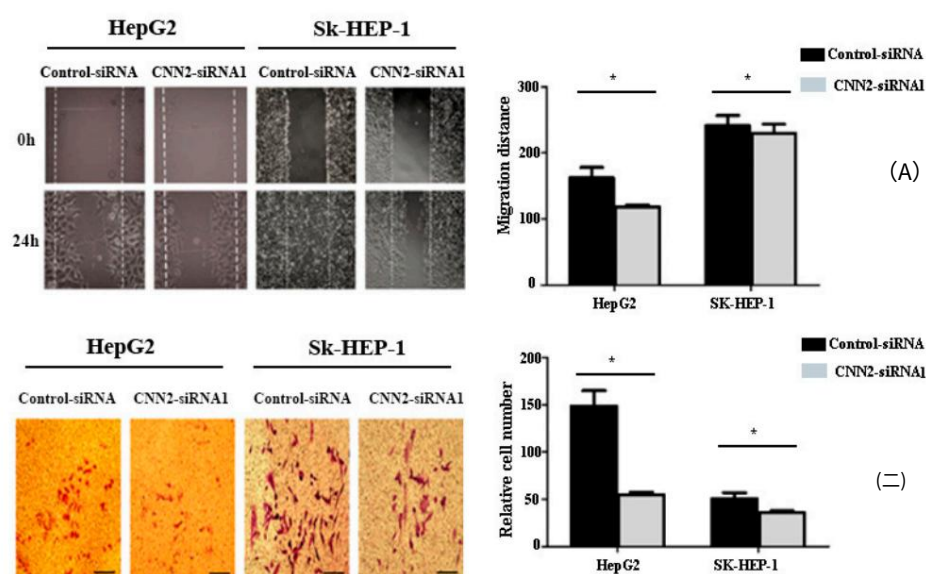 HepG2
Sk-HEP-1
Control-siRNA
CNN2-siRNA1
Control-siRNA
CNN2-siRNA1
0h
24h
Control-siRNA
CNN2-siRNA1
*
*
Migration distance
300
200
100
0
HepG2
SK-HEP-1
(A)
HepG2
Sk-HEP-1
Control-siRNA
CNN2-siRNA1
Control-siRNA
CNN2-siRNA1
Control-siRNA
CNN2-siRNA1
*
*
Relative cell number
200
150
100
50
0
HepG2
SK-HEP-1
(二)